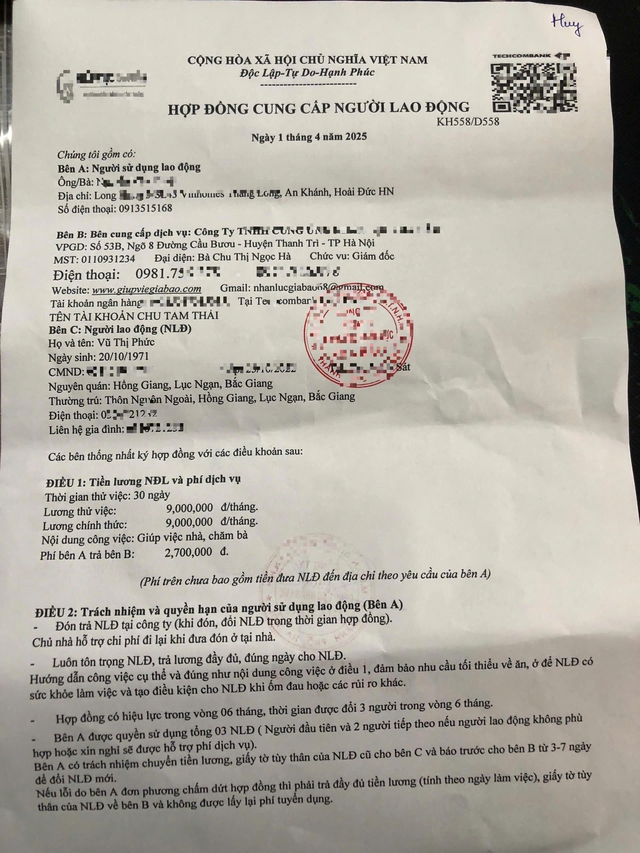 Huy
CỘNG HÒA XÃ HỘI CHỦ NGHĨA VIỆT NAM
Độc Lập-Tự Do-Hạnh Phúc
TECHCOMBANK
HỢP ĐỒNG CUNG CẤP NGƯỜI LAO ĐỘNG
KH558/D558
Ngày 1 tháng 4 năm 2025
Chúng tôi gồm có:
Bên A: Người sử dụng lao động
Ông/Bà:
Địa chỉ: Long Vinhomes Thăng Long, An Khánh, Hoài Đức HN
Số điện thoại: 0913515168
Bên B: Bên cung cấp dịch vụ: Công Ty
VPGD: Số 53B, Ngõ 8 Đường Cầu Bươu - Huyện Thanh Trì - TP Hà Nội
MST: 0110931234 Đại diện: Bà Chu Thị Ngọc Hà Chức vụ: Giám đốc
Điện thoại: 0981.75
Website: www.giupviegiabao.com Gmail: nhanlucgiabao68@gmail.com
Tài khoản ngân hàng Tại
TÊN TÀI KHOẢN CHU TAM THÁI
Bên C: Người lao động (NLĐ)
Họ và tên: Vũ Thị Phức
Ngày sinh: 20/10/1971
CMND:
Nguyên quán: Hồng Giang, Lục Ngạn, Bắc Giang
Thường trú: Thôn Nguộn Ngoài, Hồng Giang, Lục Ngạn, Bắc Giang
Điện thoại:
Liên hệ gia đình:
Các bên thống nhất ký hợp đồng với các điều khoản sau:
ĐIỀU 1: Tiền lương NĐL và phí dịch vụ
Thời gian thử việc: 30 ngày
Lương thử việc: 9,000,000 đ/tháng.
Lương chính thức: 9,000,000 đ/tháng.
Nội dung công việc: Giúp việc nhà, chăm bà
Phí bên A trả bên B: 2,700,000 đ.
(Phí trên chưa bao gồm tiền đưa NLĐ đến địa chỉ theo yêu cầu của bên A)
ĐIỀU 2: Trách nhiệm và quyền hạn của người sử dụng lao động (Bên A)
- Đón trả NLĐ tại công ty (khi đón, đổi NLĐ trong thời gian hợp đồng).
Chủ nhà hỗ trợ chi phí đi lại khi đưa đón ở tại nhà.
- Luôn tôn trọng NLĐ, trả lương đầy đủ, đúng ngày cho NLĐ.
Hướng dẫn công việc cụ thể và đúng như nội dung công việc ở điều 1, đảm bảo nhu cầu tối thiểu về ăn, ở để NLĐ có
sức khỏe làm việc và tạo điều kiện cho NLĐ khi ốm đau hoặc các rủi ro khác.
- Hợp đồng có hiệu lực trong vòng 06 tháng, thời gian được đổi 3 người trong vòng 6 tháng.
- Bên A được quyền sử dụng tổng 03 NLĐ ( Người đầu tiên và 2 người tiếp theo nếu người lao động không phù
hợp hoặc xin nghỉ sẽ được hỗ trợ phí dịch vụ).
Bên A có trách nhiệm chuyển tiền lương, giấy tờ tùy thân của NLĐ cũ cho bên C và báo trước cho bên B từ 3-7 ngày
để đổi NLĐ mới.
Nếu lỗi do bên A đơn phương chấm dứt hợp đồng thì phải trả đầy đủ tiền lương (tính theo ngày làm việc), giấy tờ tùy
thân của NLĐ về bên B và không được lấy lại phí tuyển dụng.